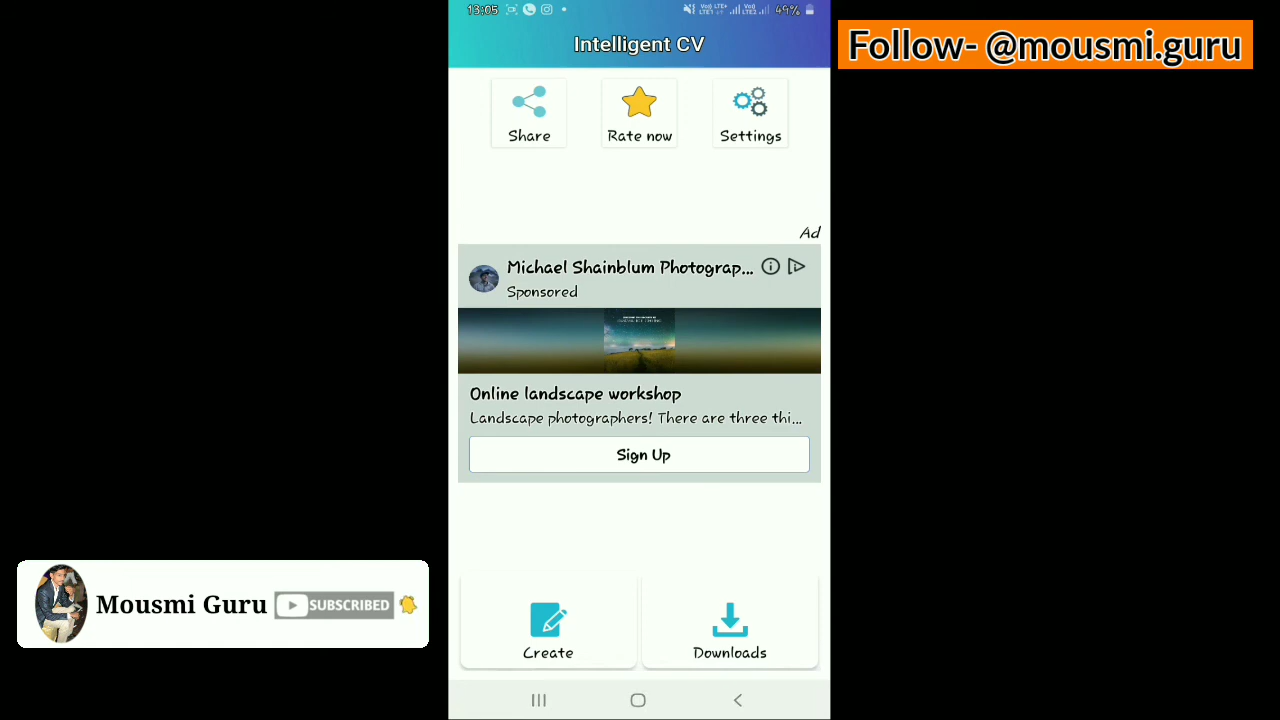 13:05
49%
Intelligent CV
Follow- @mousmi.guru
Share
Rate now
Settings
Ad
Michael Shainblum Photograp...
Sponsored
Online landscape workshop
Landscape photographers! There are three thi...
Sign Up
Mousmi Guru
SUBSCRIBED
Create
Downloads